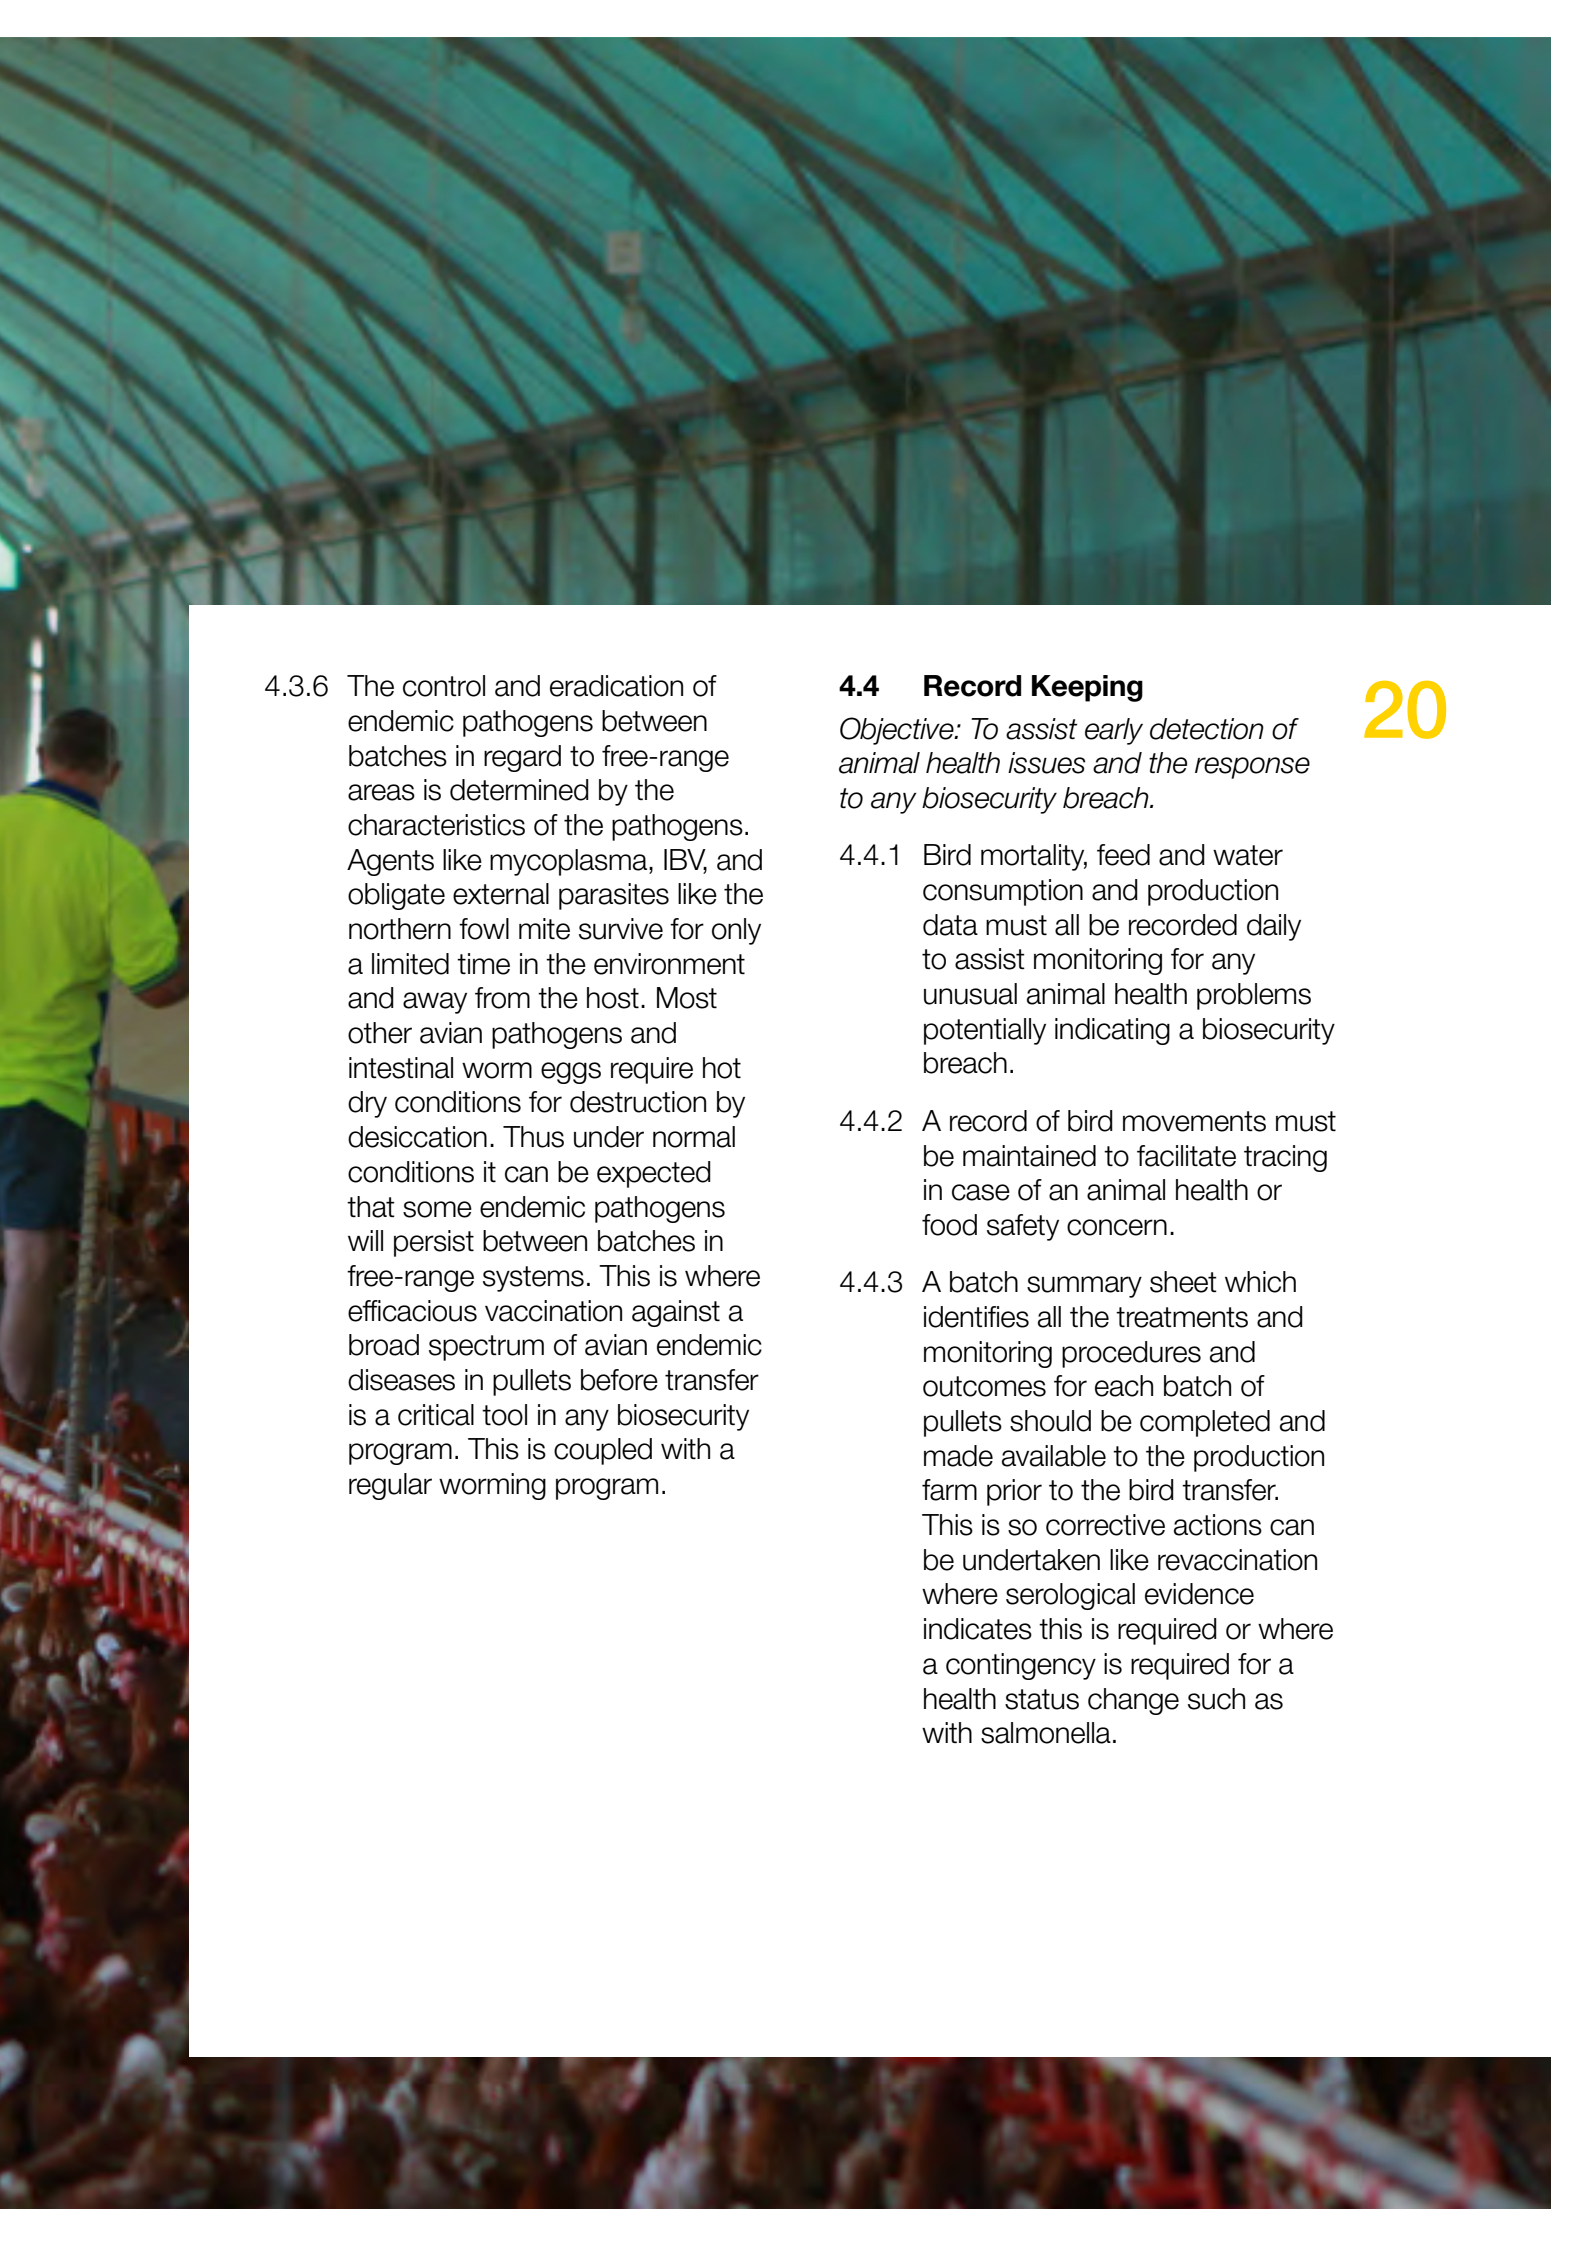 4.3.6 The control and eradication of
endemic pathogens between
batches in regard to free-range
areas is determined by the
characteristics of the pathogens.
Agents like mycoplasma, IBV, and
obligate external parasites like the
northern fowl mite survive for only
a limited time in the environment
and away from the host. Most
other avian pathogens and
intestinal worm eggs require hot
dry conditions for destruction by
desiccation. Thus under normal
conditions it can be expected
that some endemic pathogens
will persist between batches in
free-range systems. This is where
efficacious vaccination against a
broad spectrum of avian endemic
diseases in pullets before transfer
is a critical tool in any biosecurity
program. This is coupled with a
regular worming program.
4.4 Record Keeping
Objective: To assist early detection of
animal health issues and the response
to any biosecurity breach.
4.4.1 Bird mortality, feed and water
consumption and production
data must all be recorded daily
to assist monitoring for any
unusual animal health problems
potentially indicating a biosecurity
breach.
4.4.2 A record of bird movements must
be maintained to facilitate tracing
in case of an animal health or
food safety concern.
4.4.3 A batch summary sheet which
identifies all the treatments and
monitoring procedures and
outcomes for each batch of
pullets should be completed and
made available to the production
farm prior to the bird transfer.
This is so corrective actions can
be undertaken like revaccination
where serological evidence
indicates this is required or where
a contingency is required for a
health status change such as
with salmonella.
20